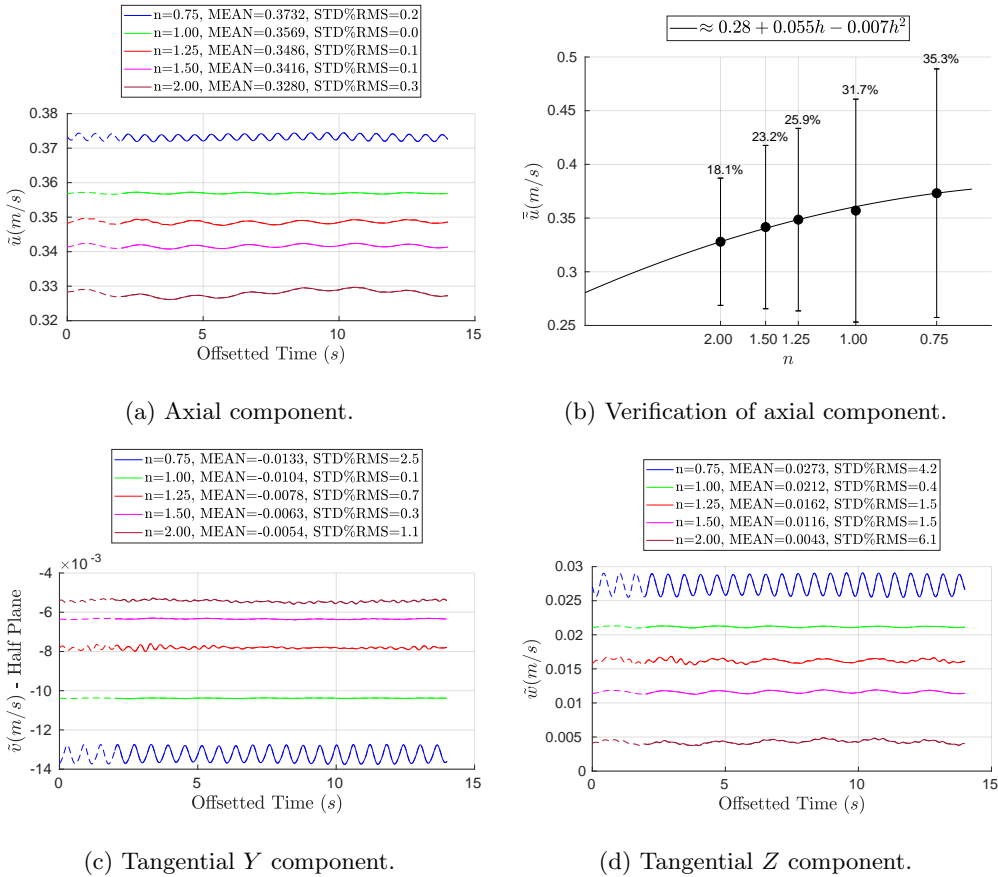 n=0.75, MEAN=0.3732, STD%RMS=0.2
n=1.00, MEAN=0.3569, STD%RMS=0.0
n=1.25, MEAN=0.3486, STD%RMS=0.1
n=1.50, MEAN=0.3416, STD%RMS=0.1
n=2.00, MEAN=0.3280, STD%RMS=0.3
0.38
0.37
0.36
0.35
0.34
0.33
0.32
ũ(m/s)
0 5 10 15
Offsetted Time (s)
(a) Axial component.
≈ 0.28 + 0.055h − 0.007h²
0.5
0.45
0.4
0.35
0.3
0.25
ũ̄(m/s)
18.1%
23.2%
25.9%
31.7%
35.3%
2.00 1.50 1.25 1.00 0.75
n
(b) Verification of axial component.
n=0.75, MEAN=-0.0133, STD%RMS=2.5
n=1.00, MEAN=-0.0104, STD%RMS=0.1
n=1.25, MEAN=-0.0078, STD%RMS=0.7
n=1.50, MEAN=-0.0063, STD%RMS=0.3
n=2.00, MEAN=-0.0054, STD%RMS=1.1
×10⁻³
-4
-6
-8
-10
-12
-14
ṽ(m/s) - Half Plane
0 5 10 15
Offsetted Time (s)
(c) Tangential Y component.
n=0.75, MEAN=0.0273, STD%RMS=4.2
n=1.00, MEAN=0.0212, STD%RMS=0.4
n=1.25, MEAN=0.0162, STD%RMS=1.5
n=1.50, MEAN=0.0116, STD%RMS=1.5
n=2.00, MEAN=0.0043, STD%RMS=6.1
0.03
0.025
0.02
0.015
0.01
0.005
0
w̃(m/s)
0 5 10 15
Offsetted Time (s)
(d) Tangential Z component.